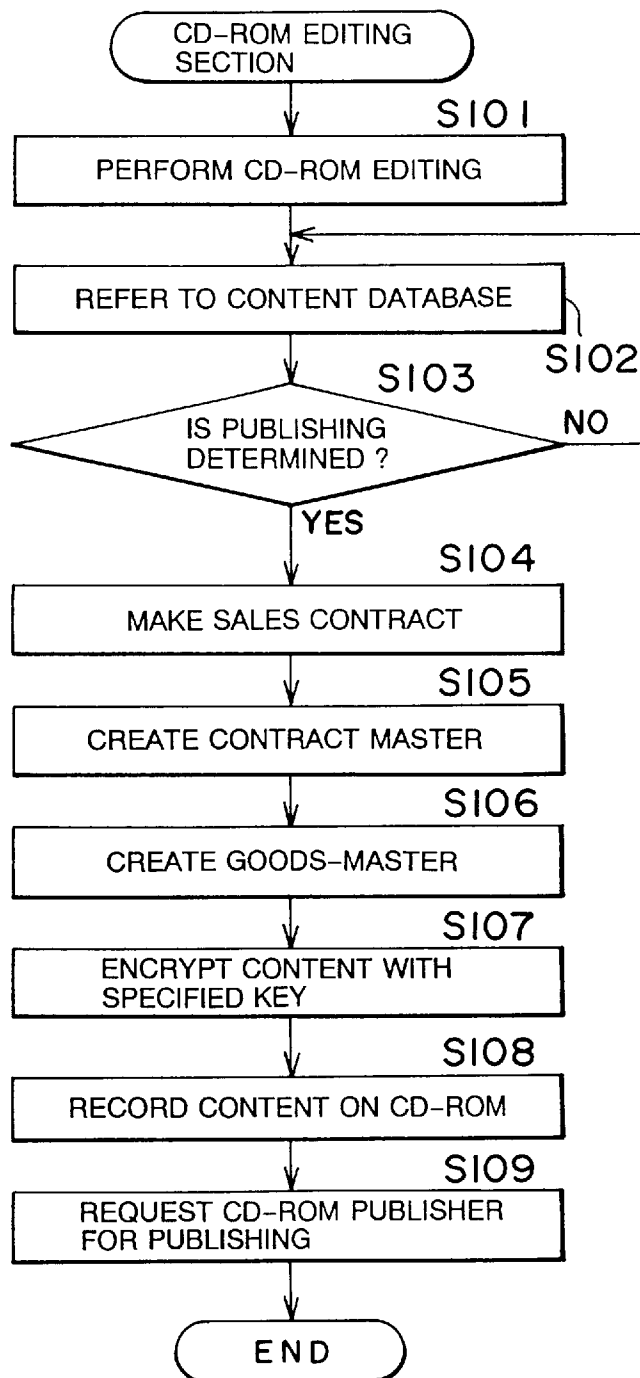 CD-ROM EDITING
SECTION
S101
PERFORM CD-ROM EDITING
REFER TO CONTENT DATABASE
S102
S103
IS PUBLISHING
DETERMINED ?
NO
YES
S104
MAKE SALES CONTRACT
S105
CREATE CONTRACT MASTER
S106
CREATE GOODS-MASTER
S107
ENCRYPT CONTENT WITH
SPECIFIED KEY
S108
RECORD CONTENT ON CD-ROM
S109
REQUEST CD-ROM PUBLISHER
FOR PUBLISHING
END